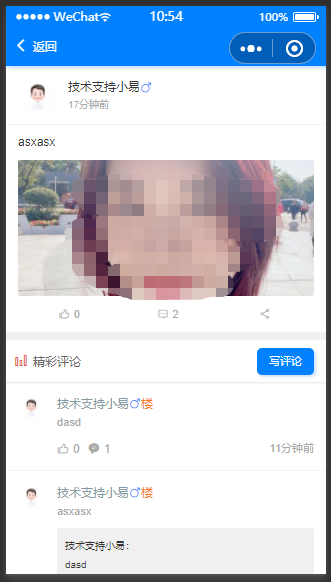 WeChat 10:54 100%
返回
技术支持小易
17分钟前
asxasx
0 2
精彩评论 写评论
技术支持小易楼
dasd
0 1 11分钟前
技术支持小易楼
asxasx
技术支持小易:
dasd